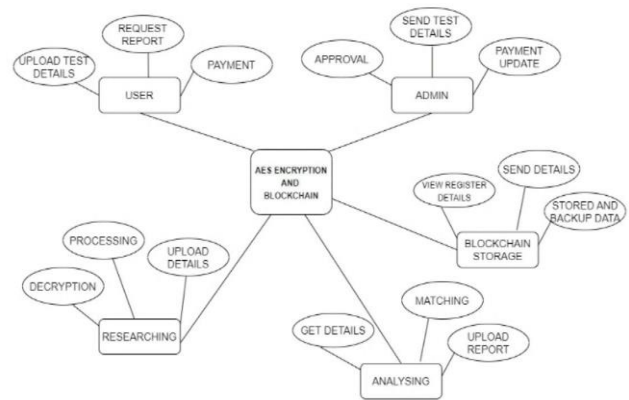 REQUEST
REPORT
UPLOAD TEST
DETAILS
PAYMENT
USER
SEND TEST
DETAILS
APPROVAL
PAYMENT
UPDATE
ADMIN
AES ENCRYPTION
AND
BLOCKCHAIN
VIEW REGISTER
DETAILS
SEND DETAILS
STORED AND
BACKUP DATA
BLOCKCHAIN
STORAGE
PROCESSING
UPLOAD
DETAILS
DECRYPTION
RESEARCHING
MATCHING
GET DETAILS
UPLOAD
REPORT
ANALYSING